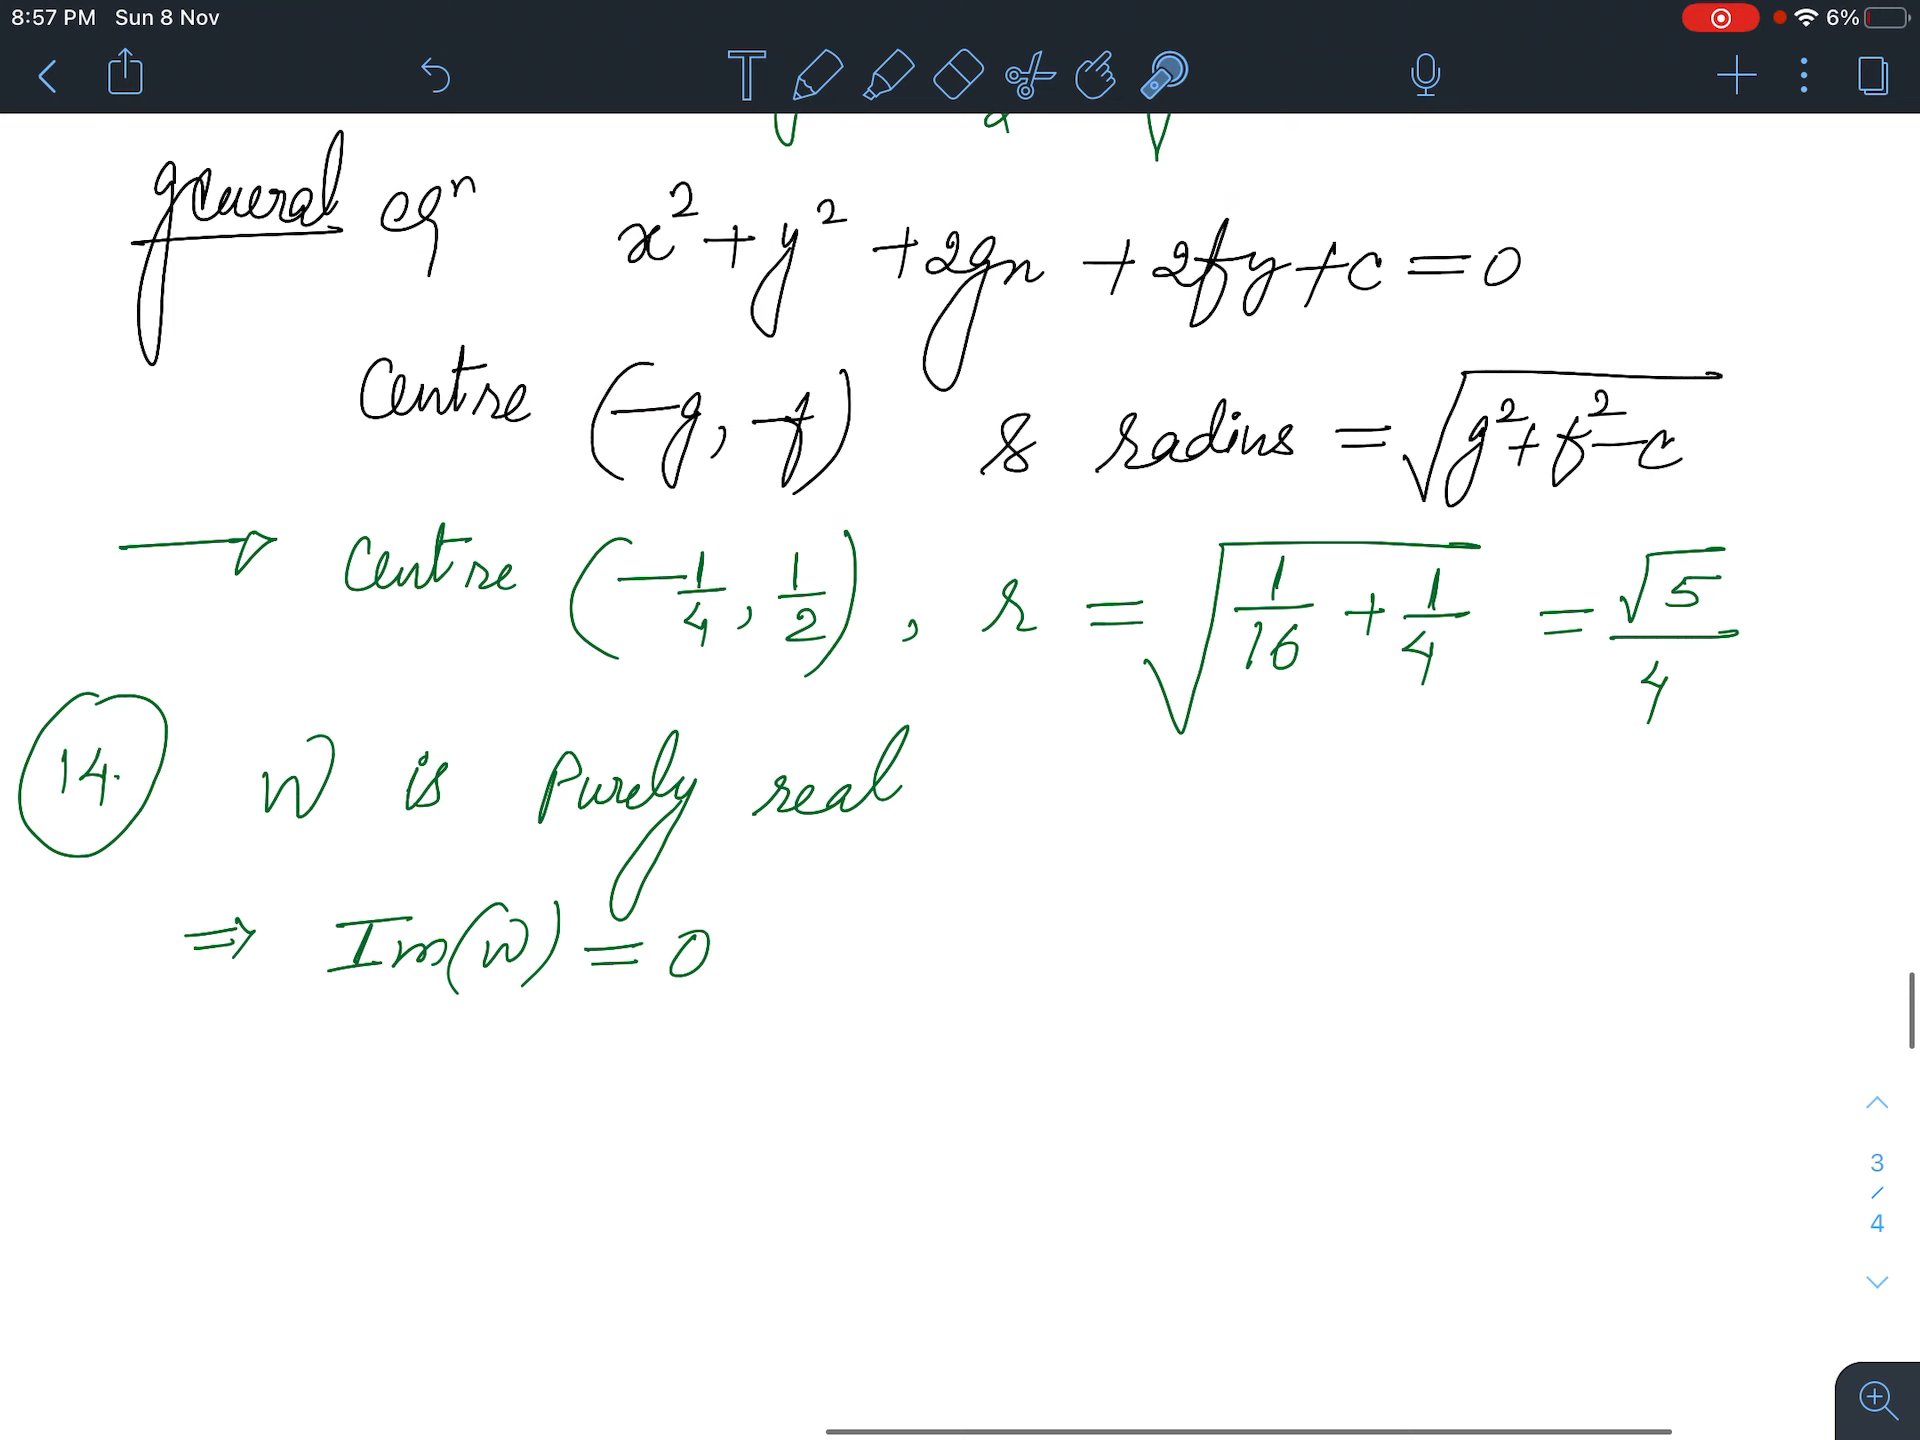 8:57 PM Sun 8 Nov 6%
general eqⁿ x² + y² + 2gx + 2fy + c = 0
Centre (-g, -f) & radius = √(g² + f² - c)
→ Centre (-1/4, 1/2), r = √(1/16 + 1/4) = √5/4
14. W is Purely real
⇒ Im(W) = 0
3
/
4